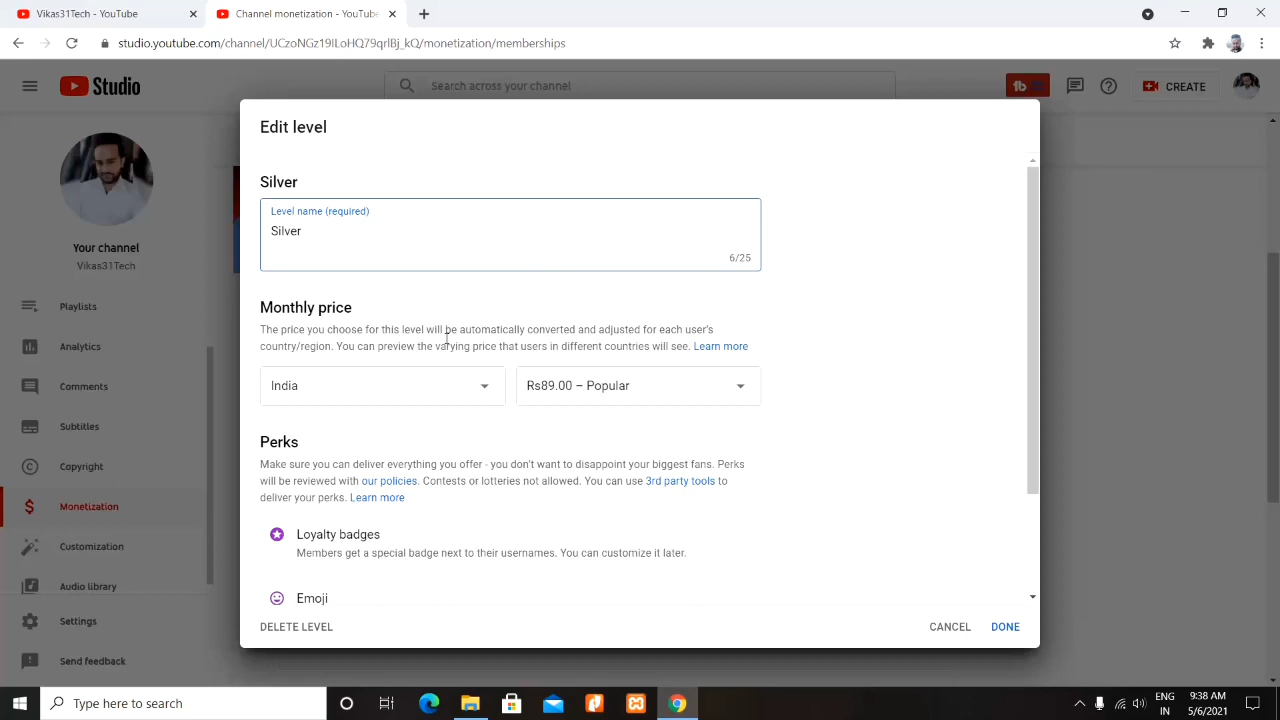 Vikas31Tech
Channel monetization - YouTube
studio.youtube.com/channel/UCzoNGz19ILoHQ79qrlBj_kQ/monetization/memberships
Studio
Search across your channel
CREATE
Edit level
Silver
Level name (required)
Silver
6/25
Your channel
Vikas31Tech
Monthly price
Playlists
The price you choose for this level will be automatically converted and adjusted for each user's
country/region. You can preview the varying price that users in different countries will see. Learn more
Analytics
Comments
India
Rs89.00 – Popular
Subtitles
Perks
Copyright
Make sure you can deliver everything you offer - you don't want to disappoint your biggest fans. Perks
will be reviewed with our policies. Contests or lotteries not allowed. You can use 3rd party tools to
deliver your perks. Learn more
Monetization
Loyalty badges
Customization
Members get a special badge next to their usernames. You can customize it later.
Audio library
Emoji
Settings
DELETE LEVEL
CANCEL
DONE
Send feedback
Type here to search
ENG
IN
9:38 AM
5/6/2021